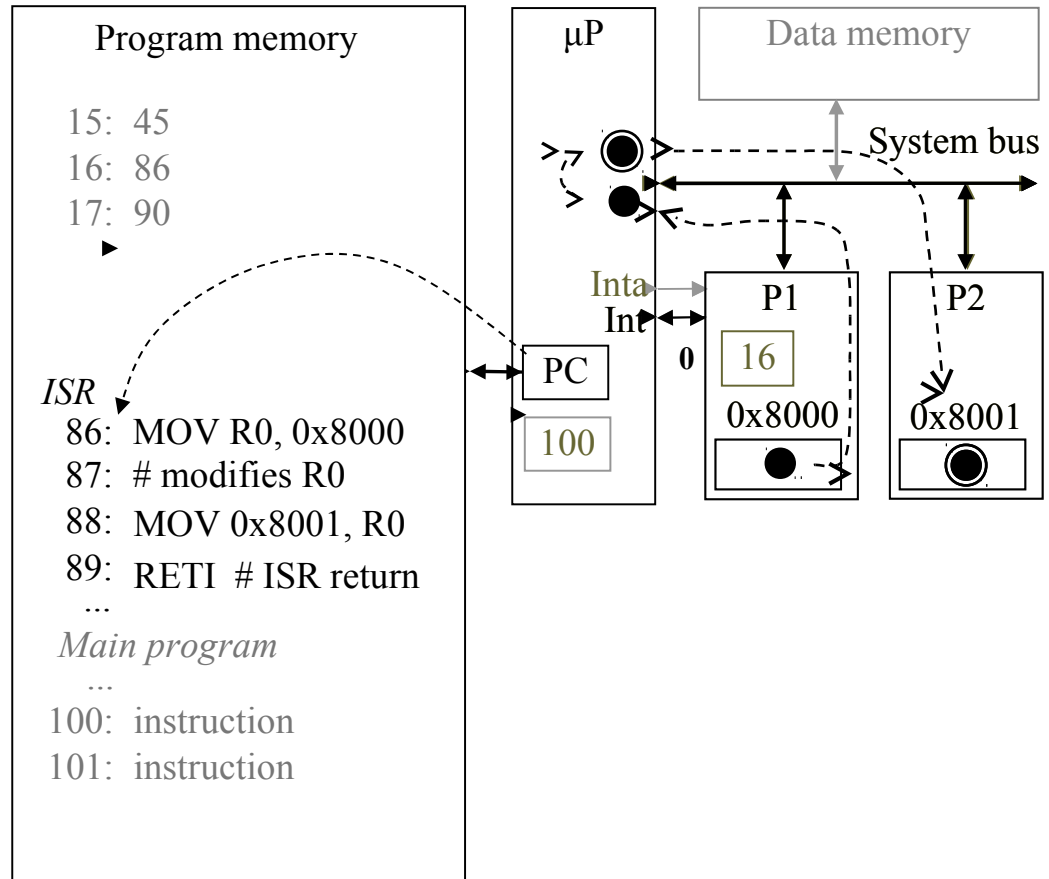 Program memory
15: 45
16: 86
17: 90
ISR
86: MOV R0, 0x8000
87: # modifies R0
88: MOV 0x8001, R0
89: RETI # ISR return
...
Main program
...
100: instruction
101: instruction
μP
Inta
Int
PC
100
Data memory
System bus
0
P1
16
0x8000
P2
0x8001